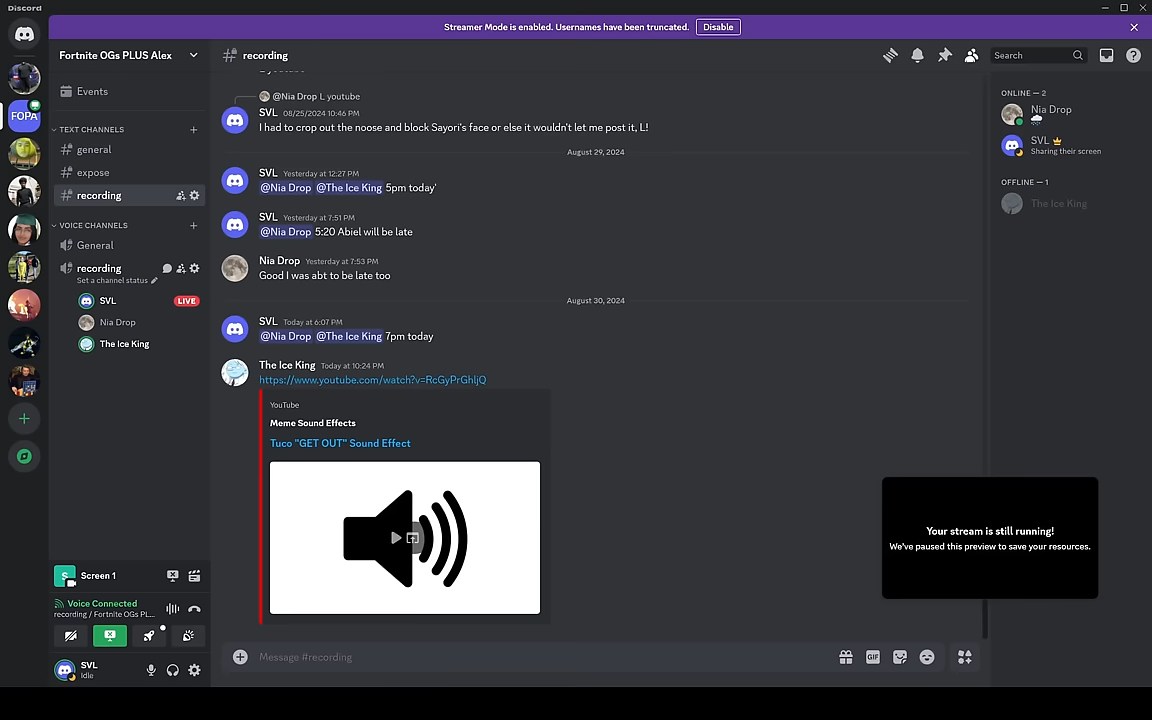 Discord
Streamer Mode is enabled. Usernames have been truncated. Disable
Fortnite OGs PLUS Alex
Events
TEXT CHANNELS
general
expose
recording
VOICE CHANNELS
General
recording
Set a channel status
SVL LIVE
Nia Drop
The Ice King
FOPA
S Screen 1
Voice Connected
recording / Fortnite OGs PL...
SVL
Idle
recording
Search
@Nia Drop L youtube
SVL 08/25/2024 10:46 PM
I had to crop out the noose and block Sayori's face or else it wouldn't let me post it, L!
August 29, 2024
SVL Yesterday at 12:27 PM
@Nia Drop @The Ice King 5pm today'
SVL Yesterday at 7:51 PM
@Nia Drop 5:20 Abiel will be late
Nia Drop Yesterday at 7:53 PM
Good I was abt to be late too
August 30, 2024
SVL Today at 6:07 PM
@Nia Drop @The Ice King 7pm today
The Ice King Today at 10:24 PM
https://www.youtube.com/watch?v=RcGyPrGhljQ
YouTube
Meme Sound Effects
Tuco "GET OUT" Sound Effect
Message #recording
GIF
ONLINE — 2
Nia Drop
SVL
Sharing their screen
OFFLINE — 1
The Ice King
Your stream is still running!
We've paused this preview to save your resources.